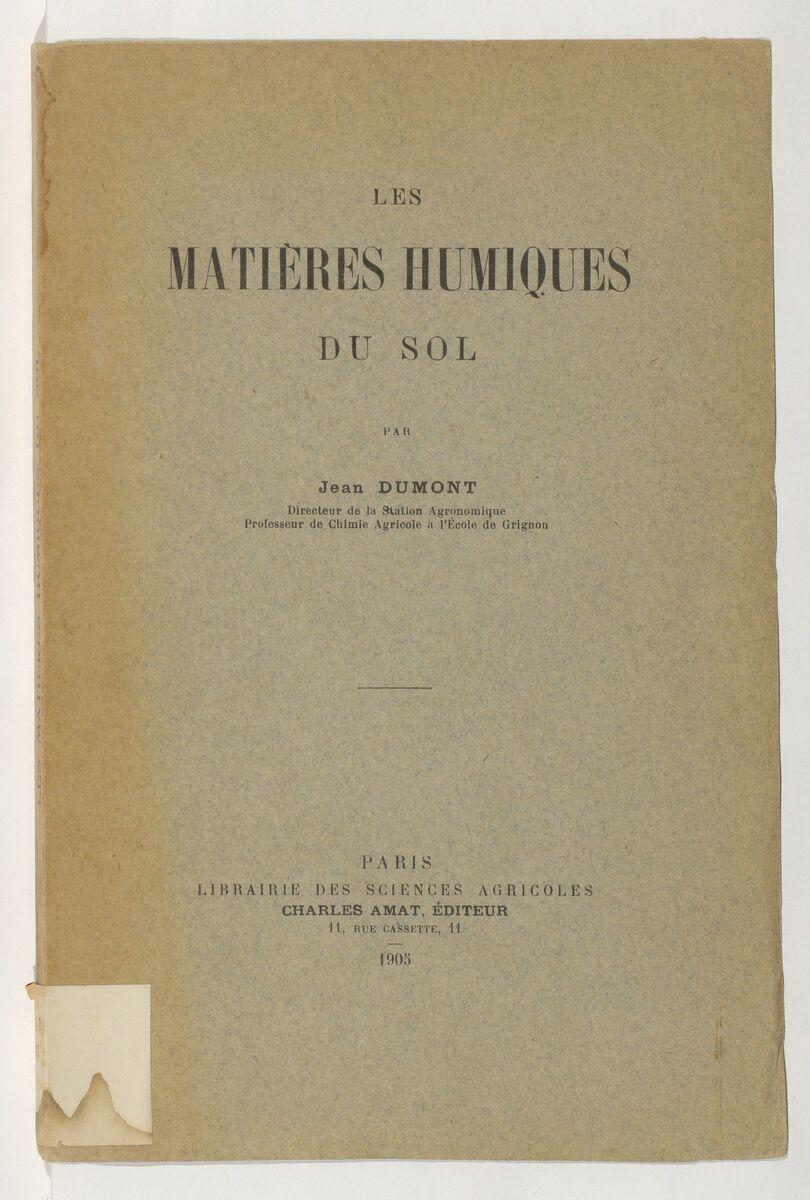 LES
MATIÈRES HUMIQUES
DU SOL
PAR
Jean DUMONT
Directeur de la Station Agronomique
Professeur de Chimie Agricole à l'École de Grignon
PARIS
LIBRAIRIE DES SCIENCES AGRICOLES
CHARLES AMAT, ÉDITEUR
11, RUE CASSETTE, 11
1905